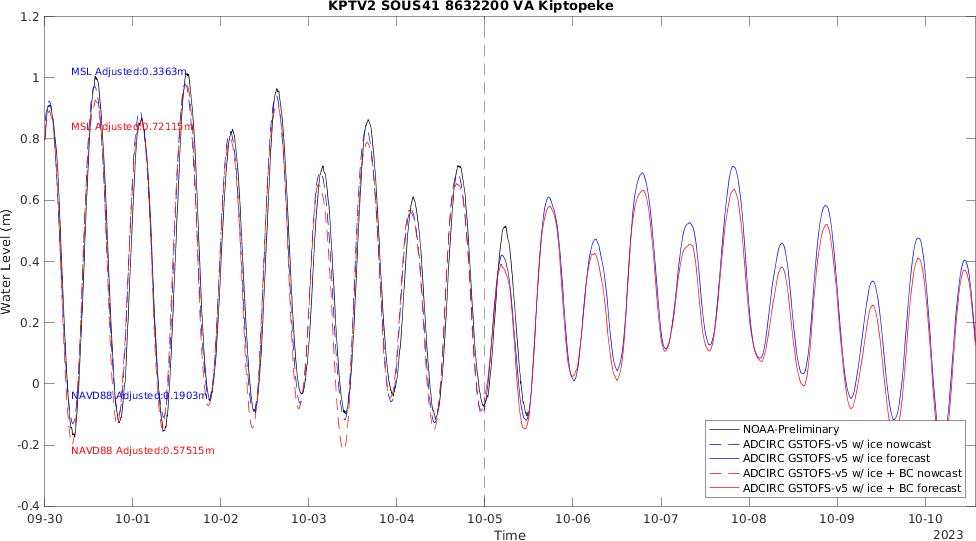 KPTV2 SOUS41 8632200 VA Kiptopeke
1.2
1
0.8
0.6
0.4
0.2
0
-0.2
-0.4
Water Level (m)
MSL Adjusted:0.3363m
MSL Adjusted:0.72115m
NAVD88 Adjusted:0.1903m
NAVD88 Adjusted:0.57515m
NOAA-Preliminary
ADCIRC GSTOFS-v5 w/ ice nowcast
ADCIRC GSTOFS-v5 w/ ice forecast
ADCIRC GSTOFS-v5 w/ ice + BC nowcast
ADCIRC GSTOFS-v5 w/ ice + BC forecast
09-30 10-01 10-02 10-03 10-04 10-05 10-06 10-07 10-08 10-09 10-10
Time
2023